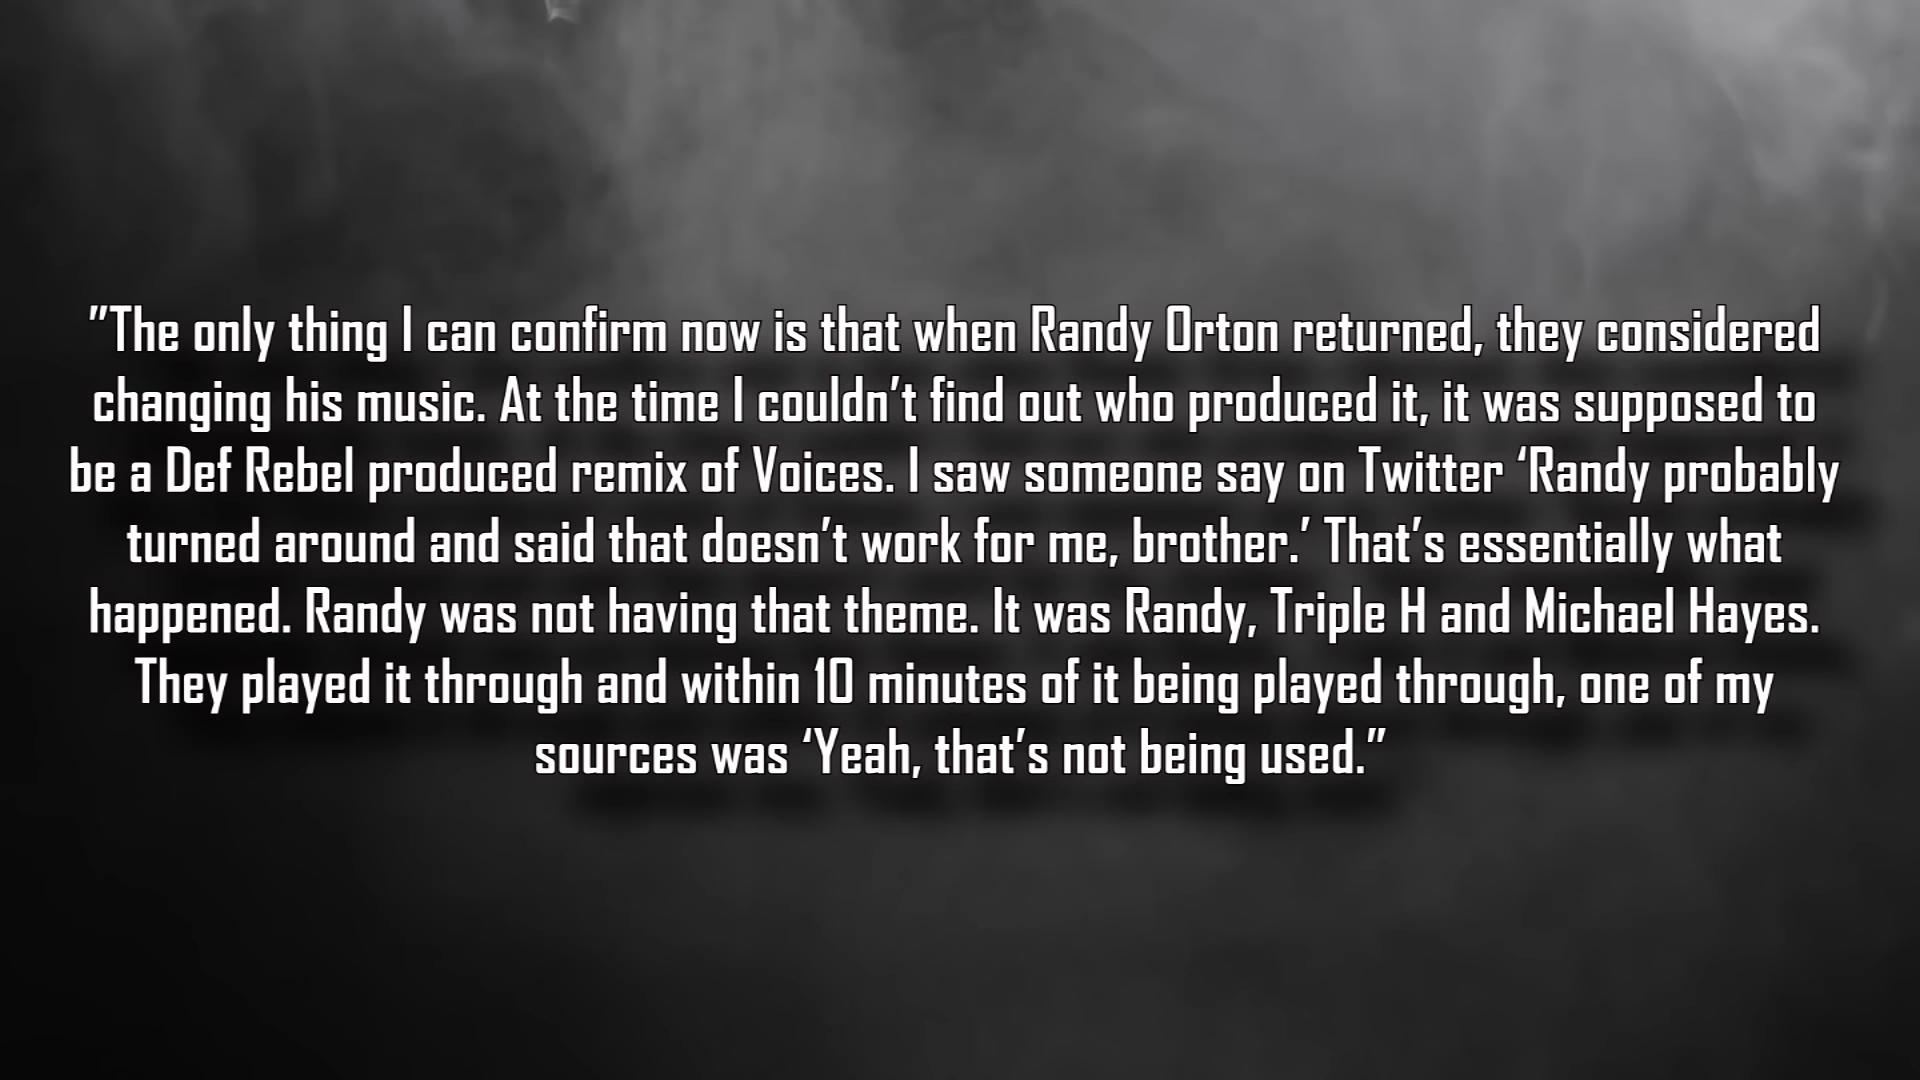 "The only thing I can confirm now is that when Randy Orton returned, they considered
changing his music. At the time I couldn’t find out who produced it, it was supposed to
be a Def Rebel produced remix of Voices. I saw someone say on Twitter ‘Randy probably
turned around and said that doesn’t work for me, brother.’ That’s essentially what
happened. Randy was not having that theme. It was Randy, Triple H and Michael Hayes.
They played it through and within 10 minutes of it being played through, one of my
sources was ‘Yeah, that’s not being used.”